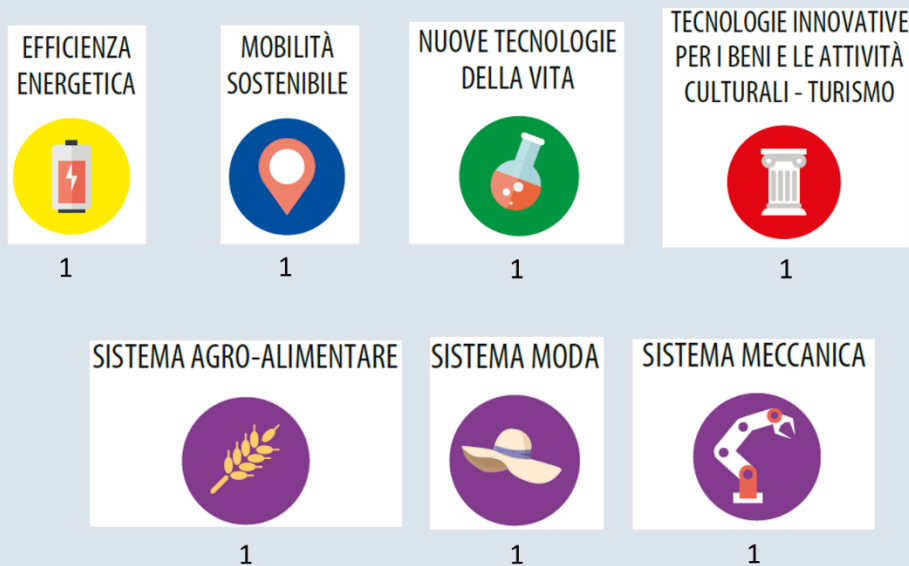 EFFICIENZA
ENERGETICA
1
MOBILITÀ
SOSTENIBILE
1
NUOVE TECNOLOGIE
DELLA VITA
1
TECNOLOGIE INNOVATIVE
PER I BENI E LE ATTIVITÀ
CULTURALI - TURISMO
1
SISTEMA AGRO-ALIMENTARE
1
SISTEMA MODA
1
SISTEMA MECCANICA
1